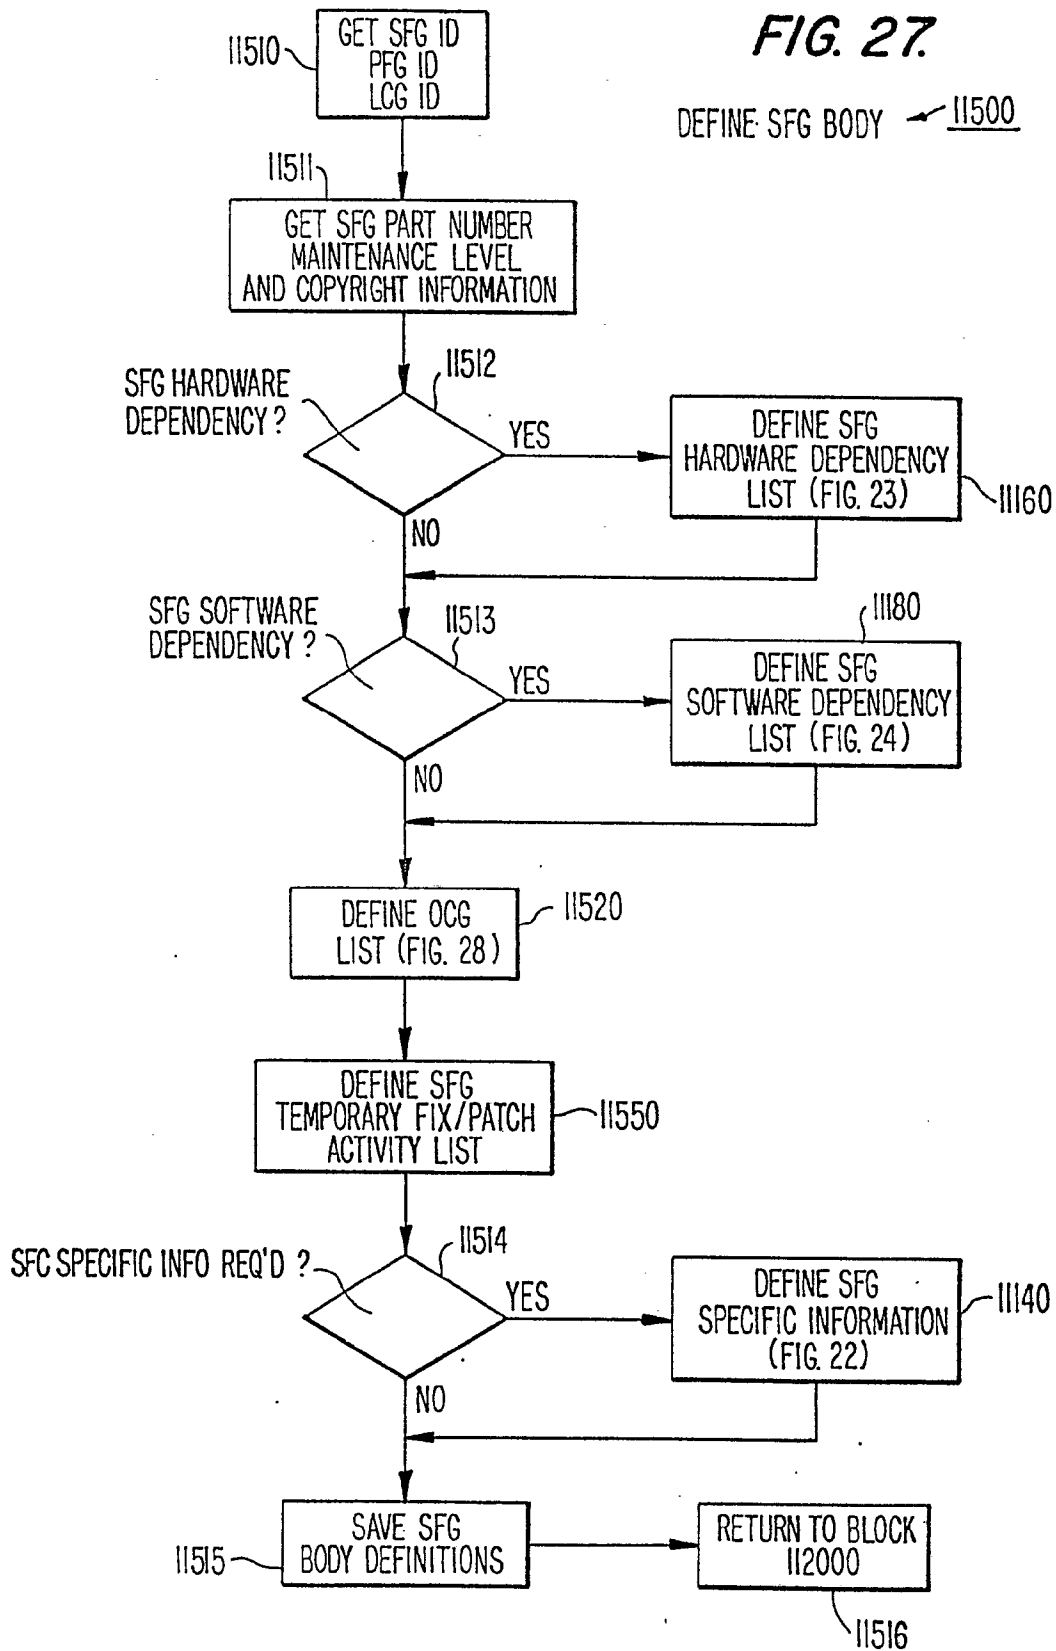 FIG. 27.
DEFINE SFG BODY
11500
11510
GET SFG ID
PFG ID
LCG ID
11511
GET SFG PART NUMBER
MAINTENANCE LEVEL
AND COPYRIGHT INFORMATION
SFG HARDWARE
DEPENDENCY ?
11512
YES
NO
DEFINE SFG
HARDWARE DEPENDENCY
LIST (FIG. 23)
11160
SFG SOFTWARE
DEPENDENCY ?
11513
YES
NO
11180
DEFINE SFG
SOFTWARE DEPENDENCY
LIST (FIG. 24)
DEFINE OCG
LIST (FIG. 28)
11520
DEFINE SFG
TEMPORARY FIX/PATCH
ACTIVITY LIST
11550
SFC SPECIFIC INFO REQ'D ?
11514
YES
NO
DEFINE SFG
SPECIFIC INFORMATION
(FIG. 22)
11140
SAVE SFG
BODY DEFINITIONS
11515
RETURN TO BLOCK
112000
11516